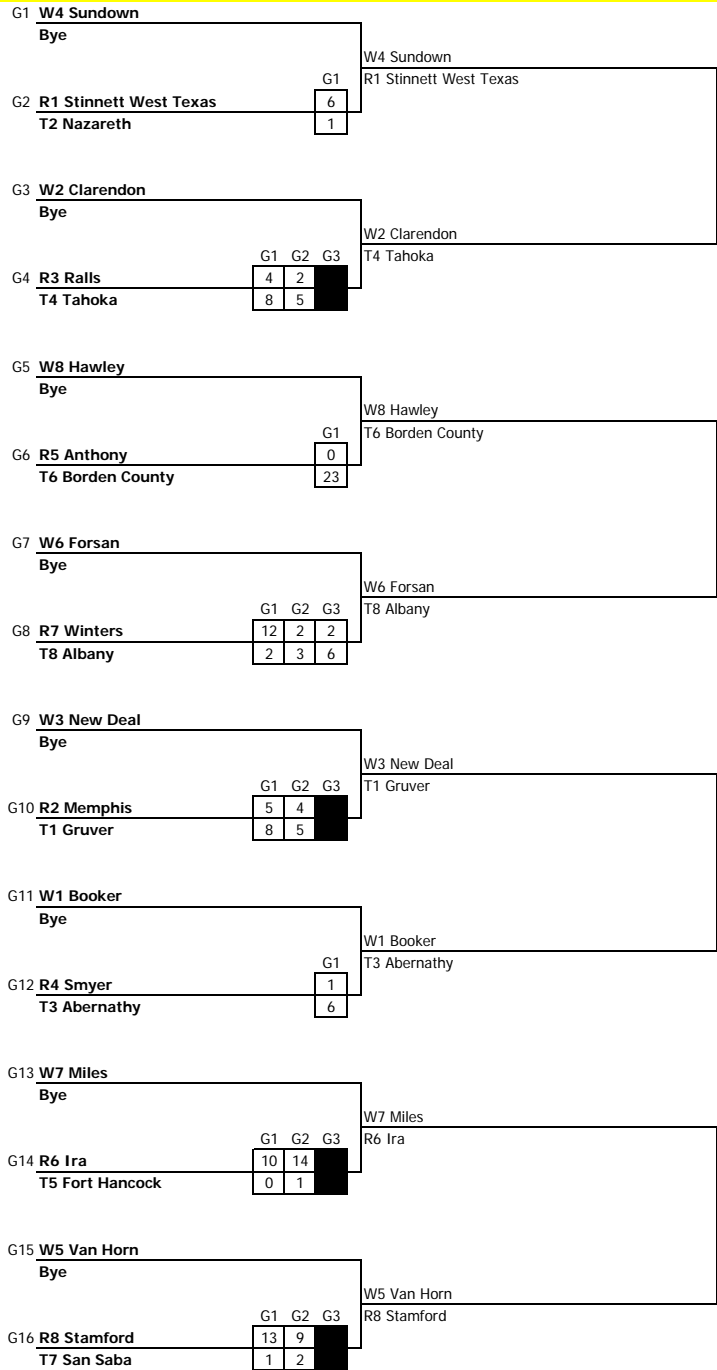 G1 W4 Sundown
Bye
W4 Sundown
G1 R1 Stinnett West Texas
G2 R1 Stinnett West Texas 6
T2 Nazareth 1
G3 W2 Clarendon
Bye
W2 Clarendon
G1 G2 G3 T4 Tahoka
G4 R3 Ralls 4 2
T4 Tahoka 8 5
G5 W8 Hawley
Bye
W8 Hawley
G1 T6 Borden County
G6 R5 Anthony 0
T6 Borden County 23
G7 W6 Forsan
Bye
W6 Forsan
G1 G2 G3 T8 Albany
G8 R7 Winters 12 2 2
T8 Albany 2 3 6
G9 W3 New Deal
Bye
W3 New Deal
G1 G2 G3 T1 Gruver
G10 R2 Memphis 5 4
T1 Gruver 8 5
G11 W1 Booker
Bye
W1 Booker
G1 T3 Abernathy
G12 R4 Smyer 1
T3 Abernathy 6
G13 W7 Miles
Bye
W7 Miles
G1 G2 G3 R6 Ira
G14 R6 Ira 10 14
T5 Fort Hancock 0 1
G15 W5 Van Horn
Bye
W5 Van Horn
G1 G2 G3 R8 Stamford
G16 R8 Stamford 13 9
T7 San Saba 1 2